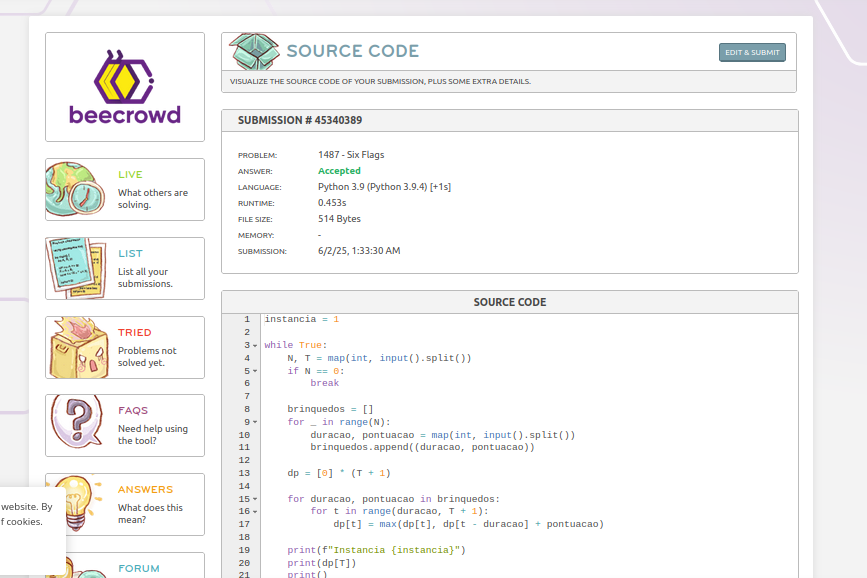 beecrowd
LIVE
What others are
solving.
LIST
List all your
submissions.
TRIED
Problems not
solved yet.
FAQS
Need help using
the tool?
ANSWERS
What does this
mean?
FORUM
website. By
f cookies.
SOURCE CODE
EDIT & SUBMIT
VISUALIZE THE SOURCE CODE OF YOUR SUBMISSION, PLUS SOME EXTRA DETAILS.
SUBMISSION # 45340389
PROBLEM: 1487 - Six Flags
ANSWER: Accepted
LANGUAGE: Python 3.9 (Python 3.9.4) [+1s]
RUNTIME: 0.453s
FILE SIZE: 514 Bytes
MEMORY: -
SUBMISSION: 6/2/25, 1:33:30 AM
SOURCE CODE
1 instancia = 1
2
3 while True:
4     N, T = map(int, input().split())
5     if N == 0:
6         break
7
8     brinquedos = []
9     for _ in range(N):
10         duracao, pontuacao = map(int, input().split())
11         brinquedos.append((duracao, pontuacao))
12
13     dp = [0] * (T + 1)
14
15     for duracao, pontuacao in brinquedos:
16         for t in range(duracao, T + 1):
17             dp[t] = max(dp[t], dp[t - duracao] + pontuacao)
18
19     print(f"Instancia {instancia}")
20     print(dp[T])
21     print()